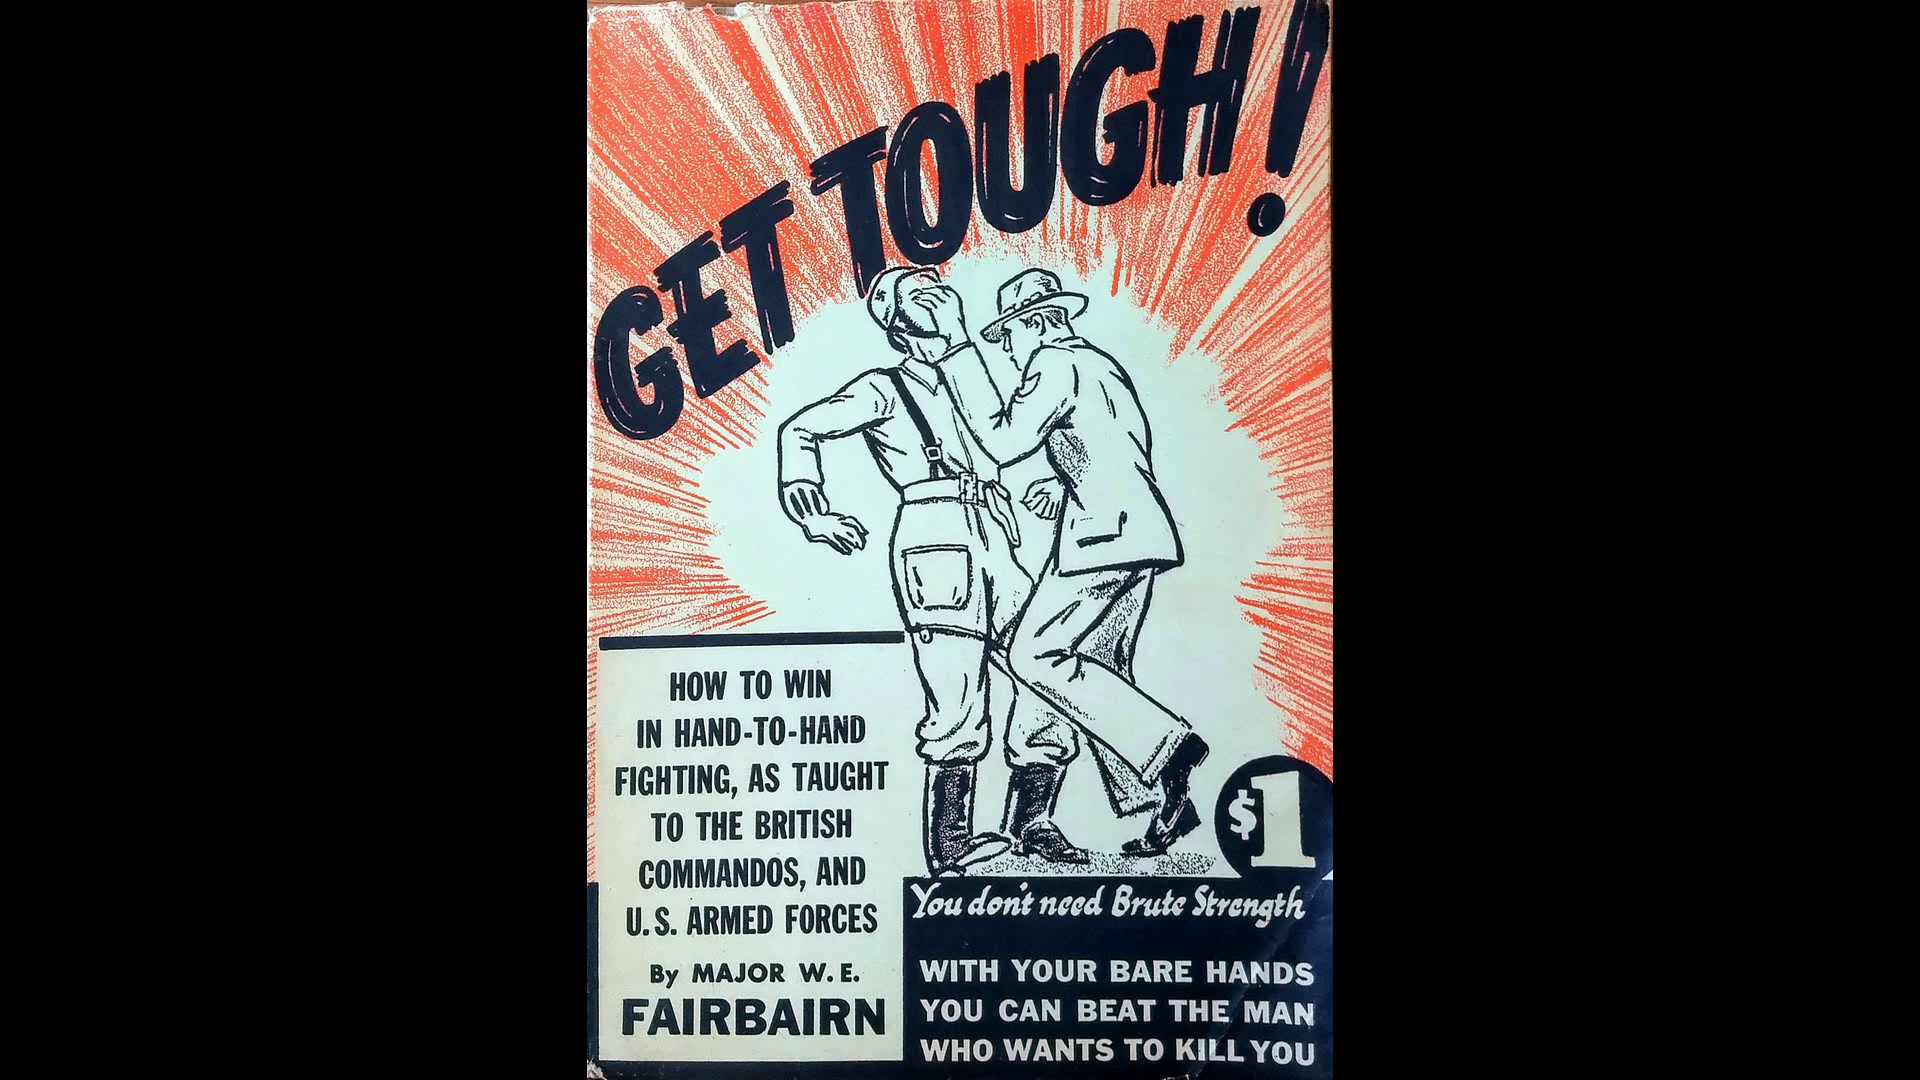 GET TOUGH!
HOW TO WIN
IN HAND-TO-HAND
FIGHTING, AS TAUGHT
TO THE BRITISH
COMMANDOS, AND
U.S. ARMED FORCES
By MAJOR W. E.
FAIRBAIRN
$1
You don't need Brute Strength
WITH YOUR BARE HANDS
YOU CAN BEAT THE MAN
WHO WANTS TO KILL YOU